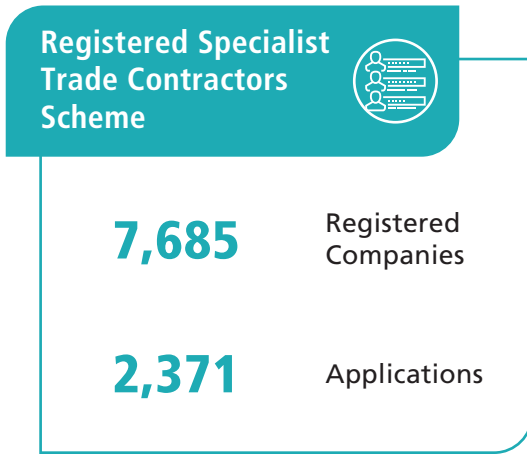 Registered Specialist
Trade Contractors
Scheme
7,685
Registered
Companies
2,371
Applications